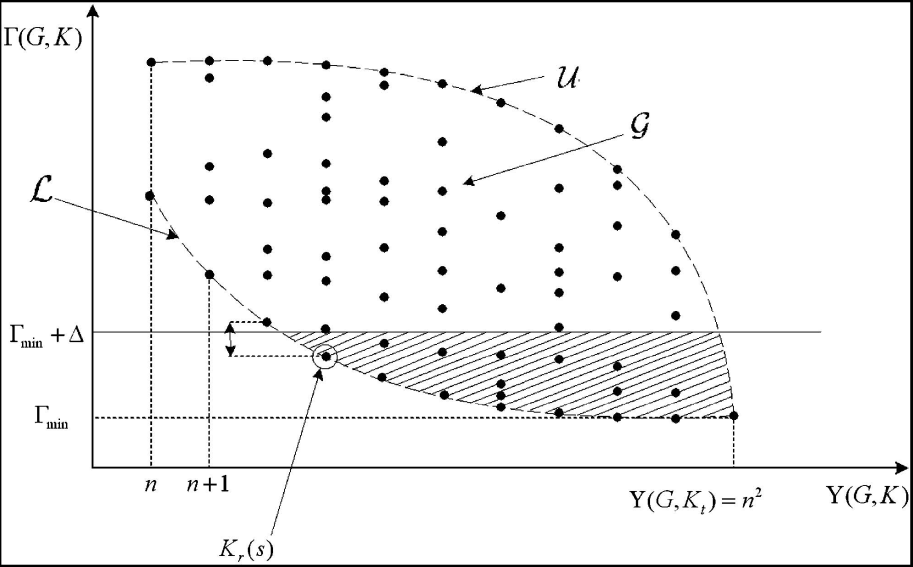 Γ(G,K)
𝒰
𝒢
ℒ
Γmin + Δ
Γmin
n
n+1
Υ(G,Kₜ) = n²
Υ(G,K)
Kᵣ(s)